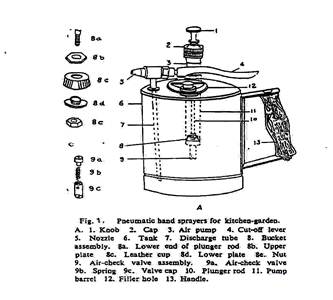 1
2
8a
3
4
8b
5
12
8c
6
11
8d
7
10
8e
8
13
9
9a
9b
9c
A
Fig. 1. Pneumatic hand sprayers for kitchen-garden.
A. 1. Knob 2. Cap 3. Air pump 4. Cut-off lever
5. Nozzle 6. Tank 7. Discharge tube 8. Bucket
assembly. 8a. Lower end of plunger rod 8b. Upper
plate 8c. Leather cup 8d. Lower plate 8e. Nut
9. Air-check valve assembly. 9a. Air-check valve
9b. Spring 9c. Valve cap 10. Plunger rod 11. Pump
barrel 12. Filler hole 13. Handle.